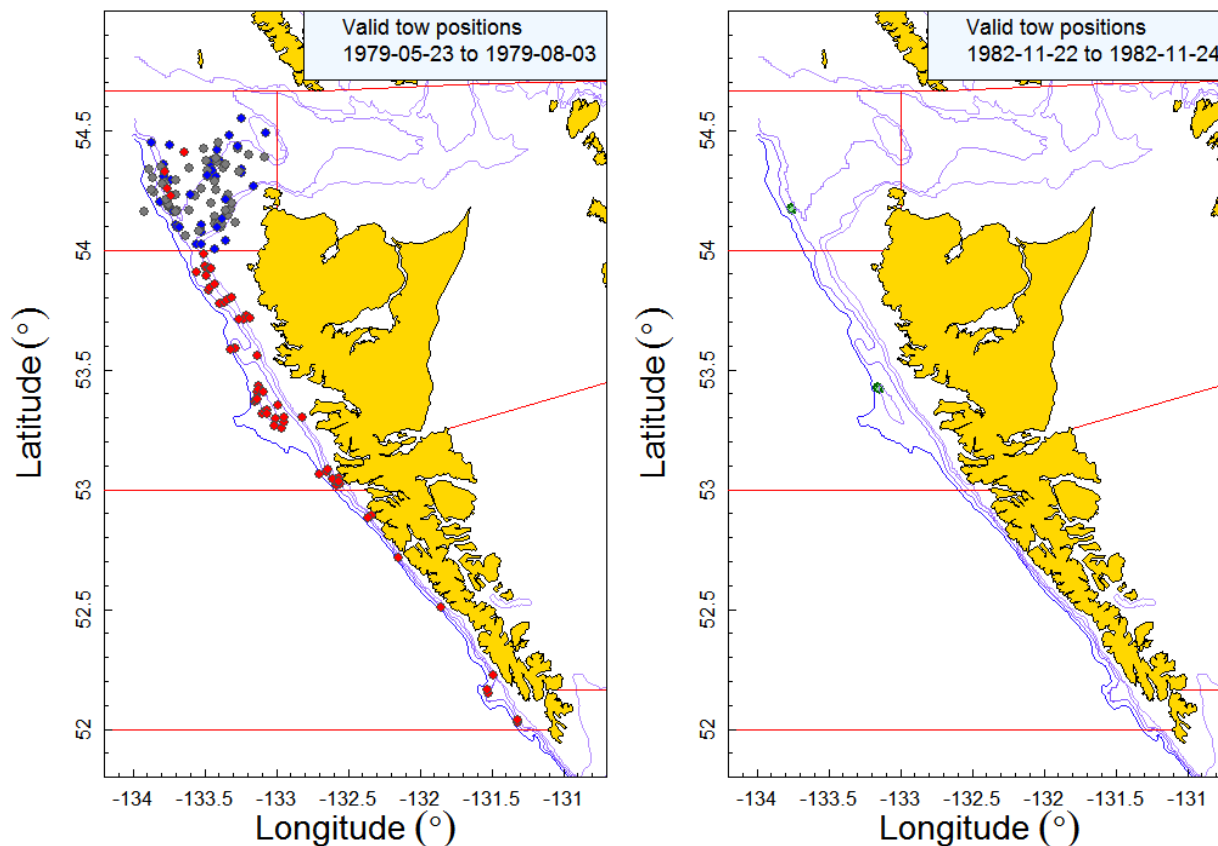 Valid tow positions
1979-05-23 to 1979-08-03
Latitude (°)
54.5
54
53.5
53
52.5
52
-134 -133.5 -133 -132.5 -132 -131.5 -131
Longitude (°)
Valid tow positions
1982-11-22 to 1982-11-24
Latitude (°)
54.5
54
53.5
53
52.5
52
-134 -133.5 -133 -132.5 -132 -131.5 -131
Longitude (°)